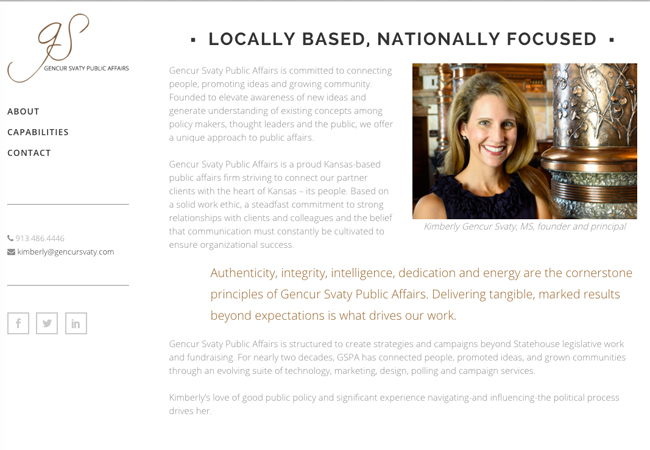 gS
GENCUR SVATY PUBLIC AFFAIRS
ABOUT
CAPABILITIES
CONTACT
913.486.4446
kimberly@gencursvaty.com
▪ LOCALLY BASED, NATIONALLY FOCUSED ▪
Gencur Svaty Public Affairs is committed to connecting
people, promoting ideas and growing community.
Founded to elevate awareness of new ideas and
generate understanding of existing concepts among
policy makers, thought leaders and the public, we offer
a unique approach to public affairs.
Gencur Svaty Public Affairs is a proud Kansas-based
public affairs firm striving to connect our partner
clients with the heart of Kansas – its people. Based on
a solid work ethic, a steadfast commitment to strong
relationships with clients and colleagues and the belief
that communication must constantly be cultivated to
ensure organizational success.
Kimberly Gencur Svaty, MS, founder and principal
Authenticity, integrity, intelligence, dedication and energy are the cornerstone
principles of Gencur Svaty Public Affairs. Delivering tangible, marked results
beyond expectations is what drives our work.
Gencur Svaty Public Affairs is structured to create strategies and campaigns beyond Statehouse legislative work
and fundraising. For nearly two decades, GSPA has connected people, promoted ideas, and grown communities
through an evolving suite of technology, marketing, design, polling and campaign services.
Kimberly's love of good public policy and significant experience navigating-and influencing-the political process
drives her.